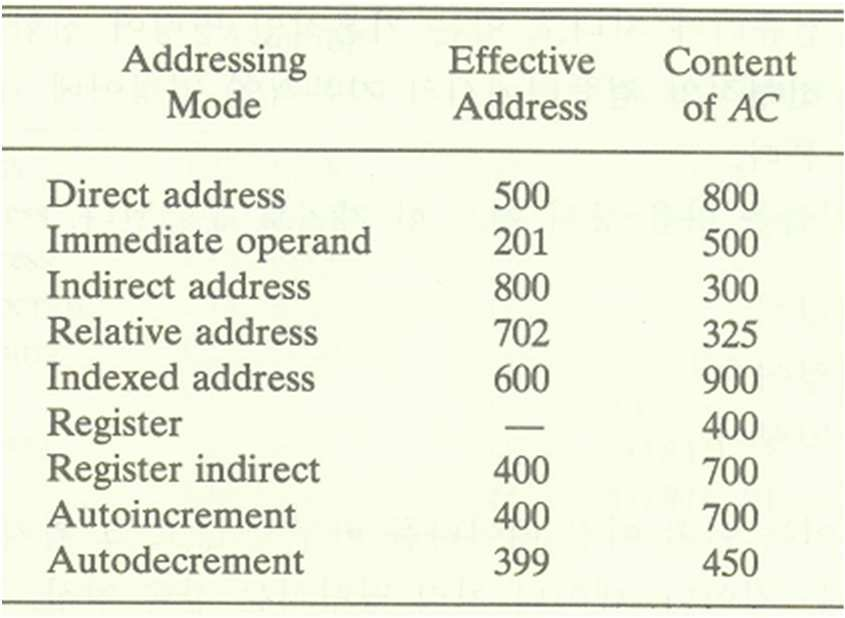 Addressing Effective Content
Mode Address of AC
Direct address 500 800
Immediate operand 201 500
Indirect address 800 300
Relative address 702 325
Indexed address 600 900
Register — 400
Register indirect 400 700
Autoincrement 400 700
Autodecrement 399 450